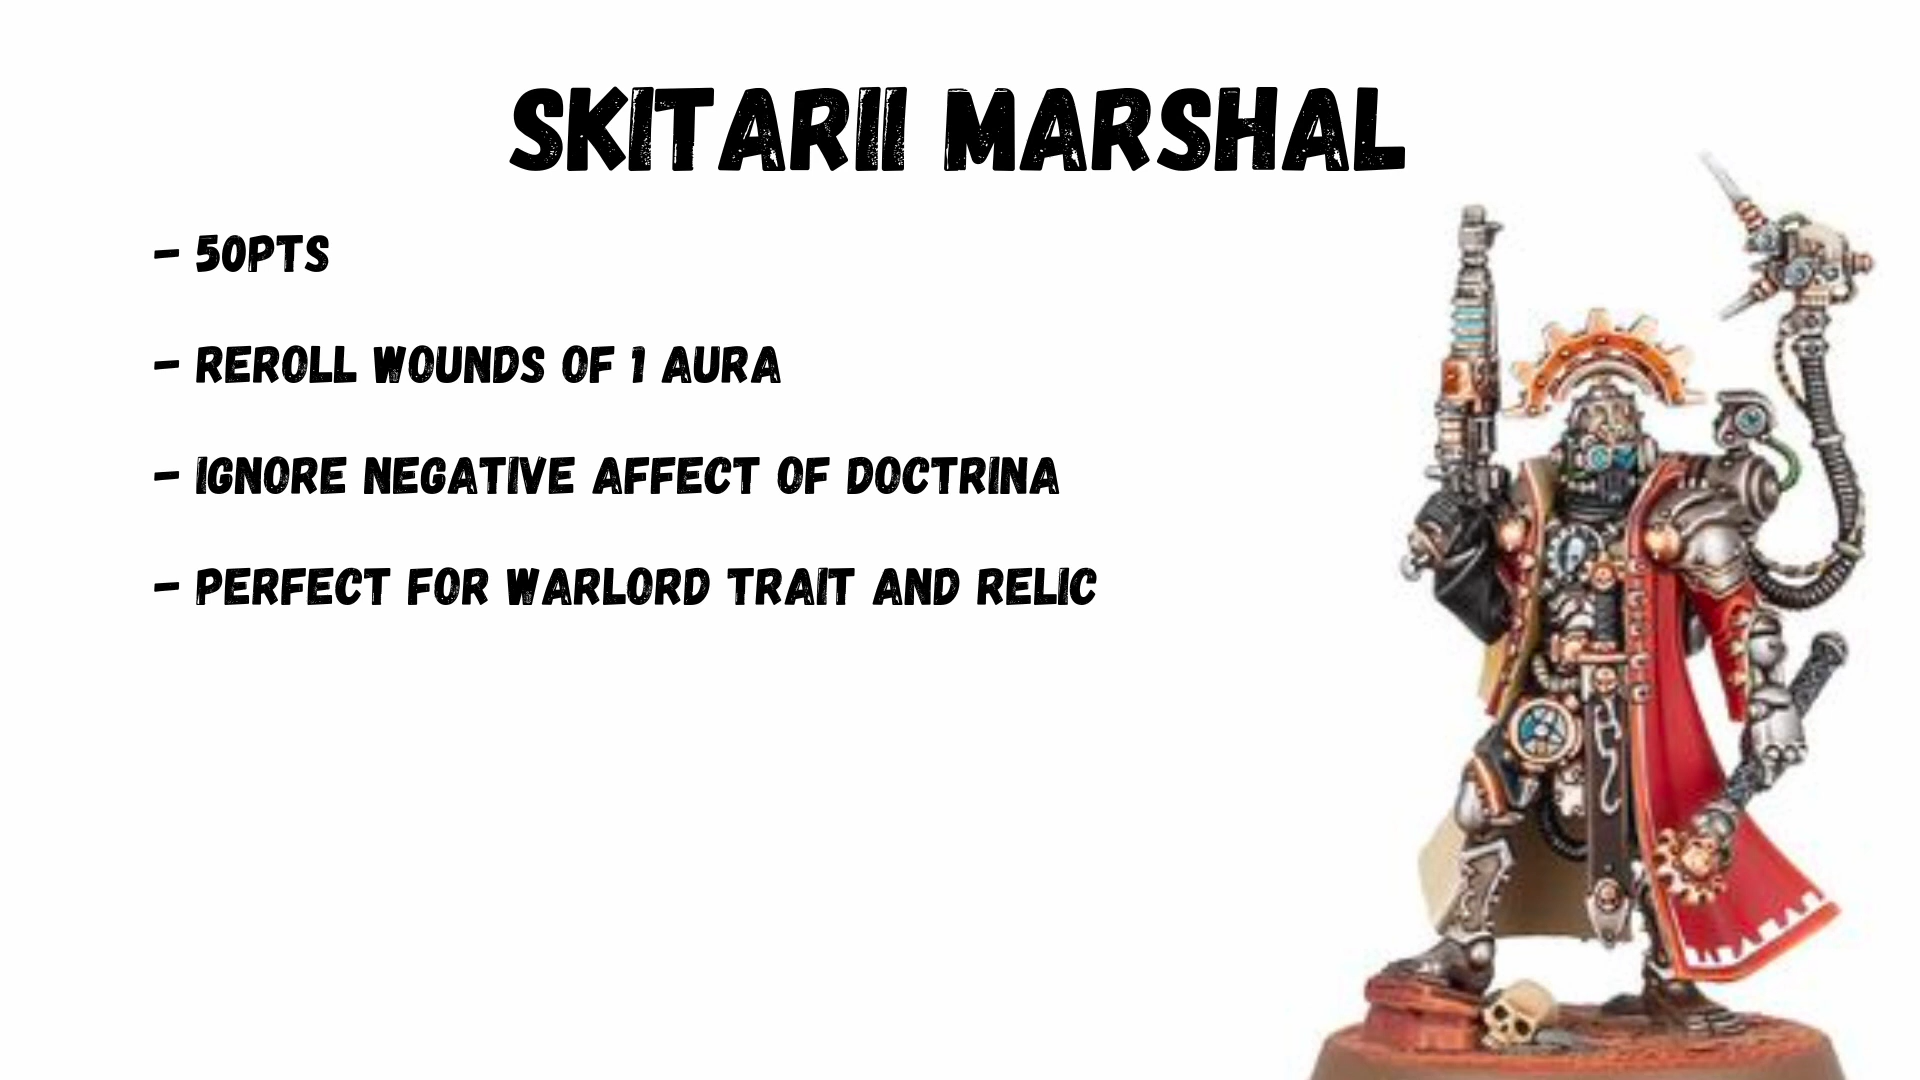 SKITARII MARSHAL
- 50PTS
- REROLL WOUNDS OF 1 AURA
- IGNORE NEGATIVE AFFECT OF DOCTRINA
- PERFECT FOR WARLORD TRAIT AND RELIC